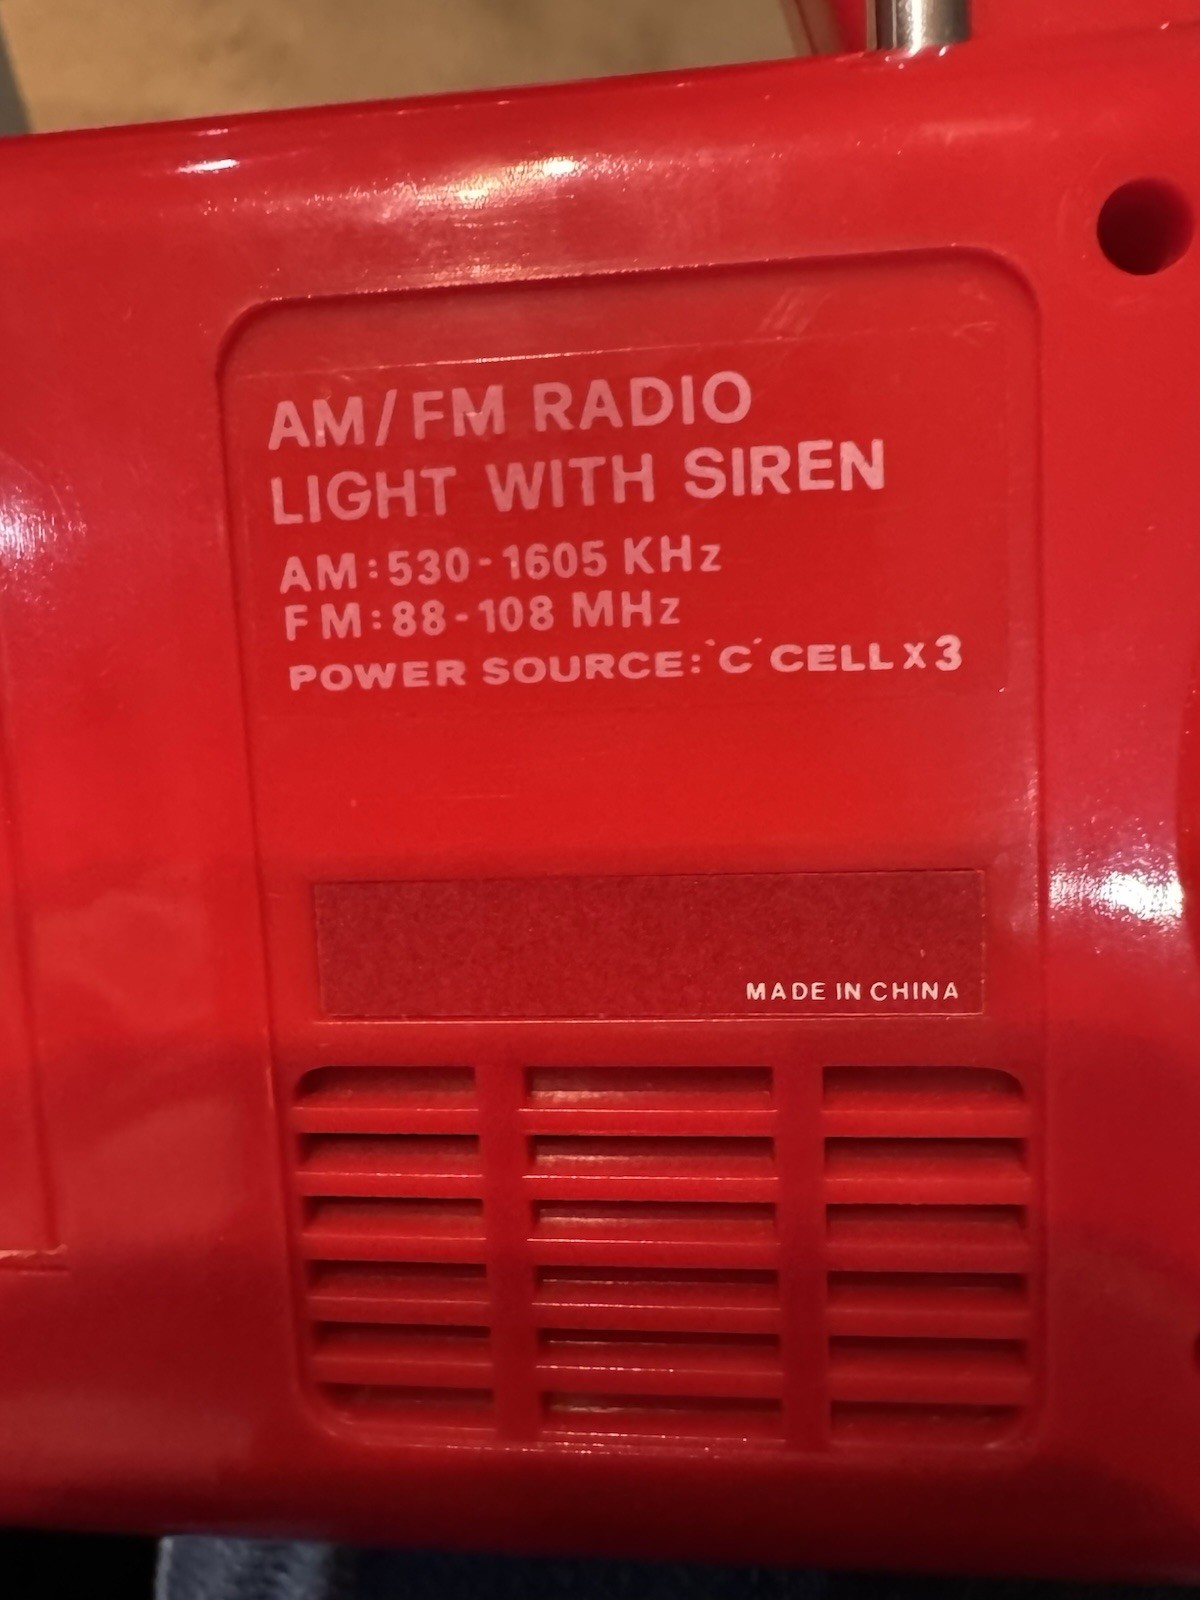 AM/FM RADIO
LIGHT WITH SIREN
AM:530-1605 KHz
FM:88-108 MHz
POWER SOURCE:`C´CELL x 3
MADE IN CHINA